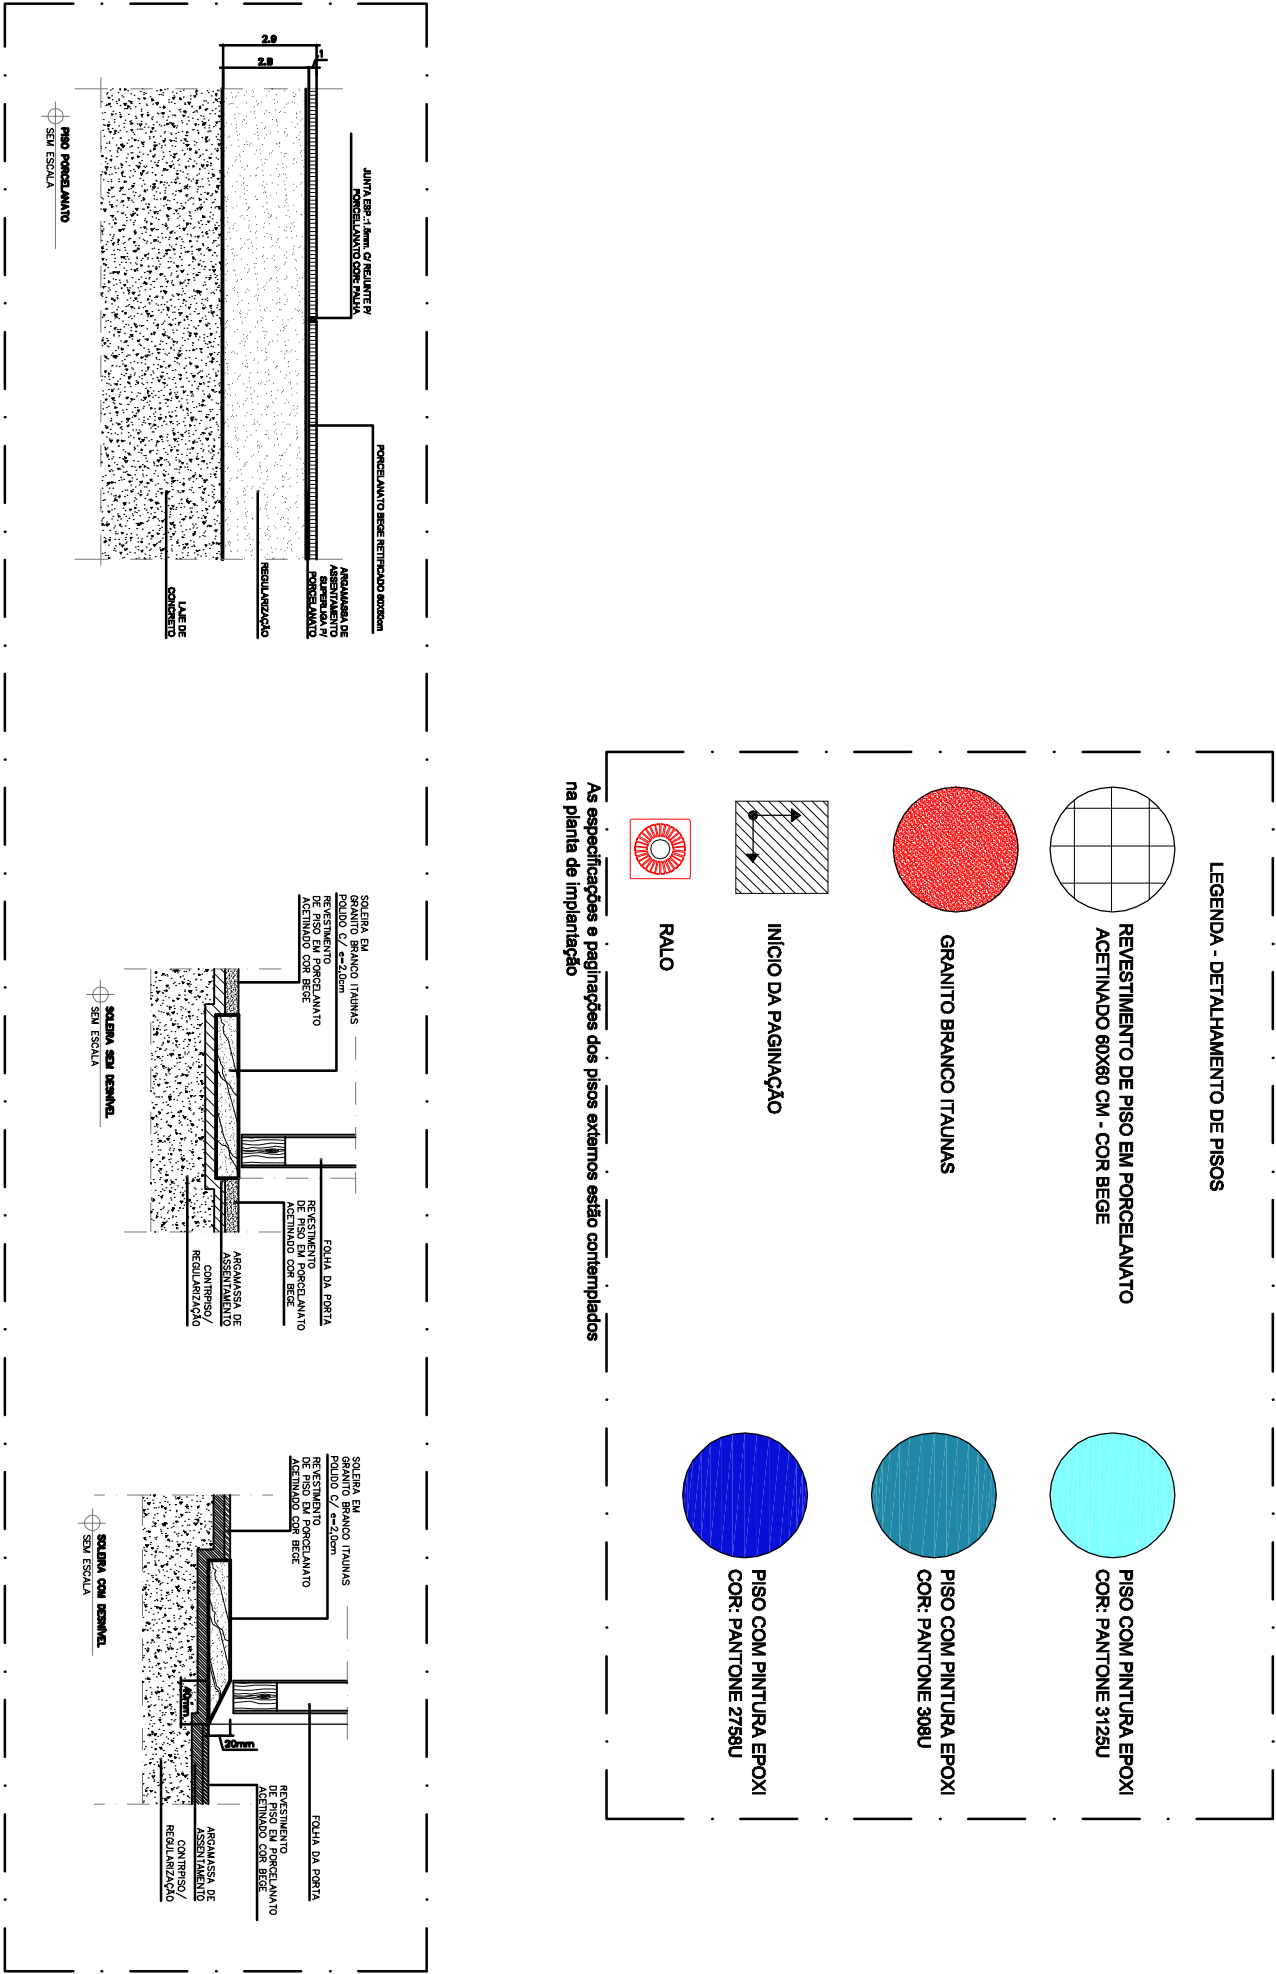 LEGENDA - DETALHAMENTO DE PISOS
REVESTIMENTO DE PISO EM PORCELANATO
ACETINADO 60X60 CM - COR BEGE
GRANITO BRANCO ITAUNAS
INÍCIO DA PAGINAÇÃO
RALO
PISO COM PINTURA EPOXI
COR: PANTONE 3125U
PISO COM PINTURA EPOXI
COR: PANTONE 308U
PISO COM PINTURA EPOXI
COR: PANTONE 2758U
As especificações e paginações dos pisos externos estão contemplados
na planta de implantação
2.9
2.8
.1
JUNTA ESP.:1.5mm. C/ REJUNTE P/
PORCELLANATO COR: PALHA
PORCELANATO BEGE RETIFICADO 60X60cm
ARGAMASSA DE
ASSENTAMENTO
SUPERLIGA P/
PORCELANATO
REGULARIZAÇÃO
LAJE DE
CONCRETO
PISO PORCELANATO
SEM ESCALA
SOLEIRA EM
GRANITO BRANCO ITAUNAS
POLIDO C/ e=2,0cm
REVESTIMENTO
DE PISO EM PORCELANATO
ACETINADO COR BEGE
FOLHA DA PORTA
REVESTIMENTO
DE PISO EM PORCELANATO
ACETINADO COR BEGE
ARGAMASSA DE
ASSENTAMENTO
CONTRPISO/
REGULARIZAÇÃO
SOLEIRA SEM DESNÍVEL
SEM ESCALA
SOLEIRA EM
GRANITO BRANCO ITAUNAS
POLIDO C/ e=2,0cm
REVESTIMENTO
DE PISO EM PORCELANATO
ACETINADO COR BEGE
20mm
40mm.
FOLHA DA PORTA
REVESTIMENTO
DE PISO EM PORCELANATO
ACETINADO COR BEGE
ARGAMASSA DE
ASSENTAMENTO
CONTRPISO/
REGULARIZAÇÃO
SOLEIRA COM DESNÍVEL
SEM ESCALA